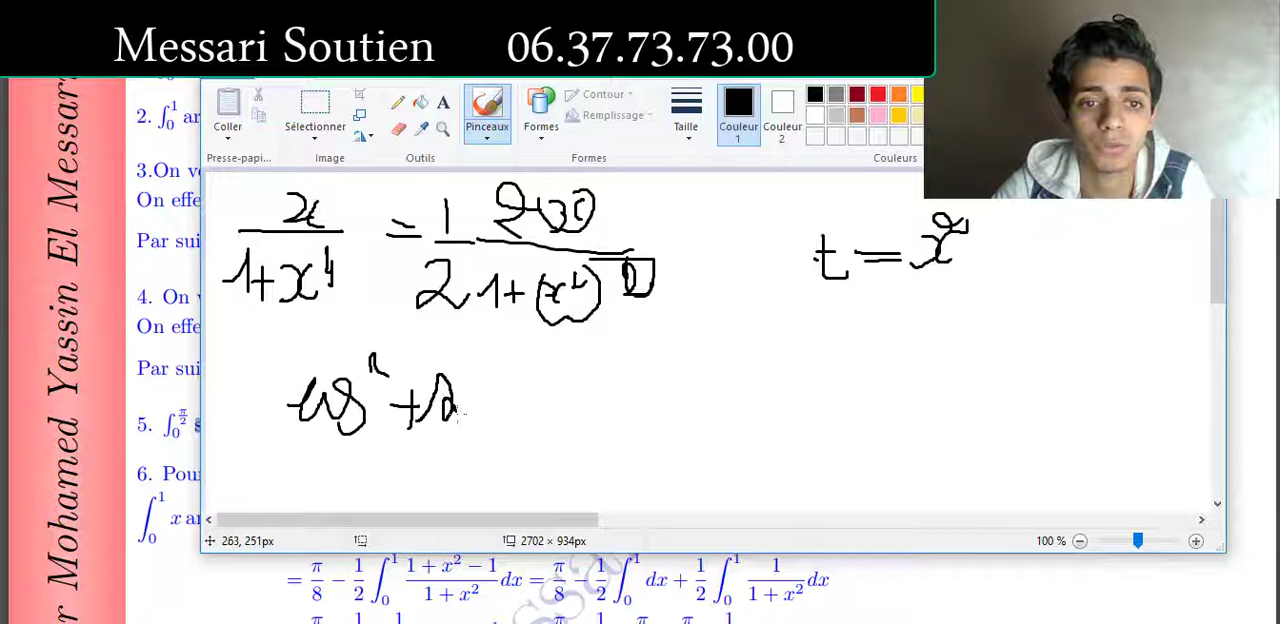 Messari Soutien 06.37.73.73.00
r Mohamed Yassin El Messar
2. ∫₀¹ ar
3.On v
On effe
Par sui
4. On v
On effe
Par sui
5. ∫₀^(π/2) s
6. Pour
∫₀¹ x ar
Coller
Presse-papi...
Sélectionner
Image
A
Outils
Pinceaux
Formes
Contour
Remplissage
Formes
Taille
Couleur 1
Couleur 2
Couleurs
x/(1+x⁴) = 1/2 2x/(1+(x²)²)
t = x²
cos² +
263, 251px
2702 × 934px
100 %
= π/8 − 1/2 ∫₀¹ (1 + x² − 1)/(1 + x²) dx = π/8 − 1/2 ∫₀¹ dx + 1/2 ∫₀¹ 1/(1 + x²) dx